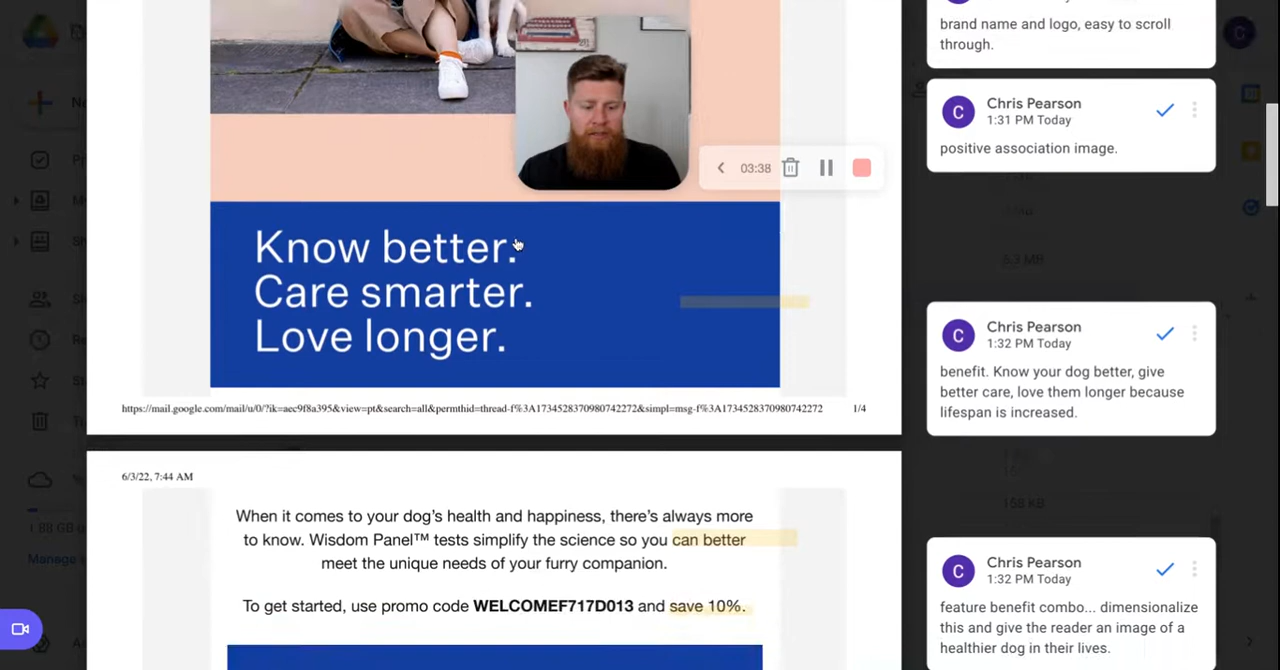 brand name and logo, easy to scroll
through.
C
Chris Pearson
1:31 PM Today
positive association image.
03:38
Know better.
Care smarter.
Love longer.
C
Chris Pearson
1:32 PM Today
benefit. Know your dog better, give
better care, love them longer because
lifespan is increased.
https://mail.google.com/mail/u/0/?ik=aec9f8a395&view=pt&search=all&permthid=thread-f%3A1734528370980742272&simpl=msg-f%3A1734528370980742272
1/4
6/3/22, 7:44 AM
When it comes to your dog's health and happiness, there's always more
to know. Wisdom Panel™ tests simplify the science so you can better
meet the unique needs of your furry companion.
To get started, use promo code WELCOMEF717D013 and save 10%.
C
Chris Pearson
1:32 PM Today
feature benefit combo... dimensionalize
this and give the reader an image of a
healthier dog in their lives.
1.88 GB
Manage
158 KB